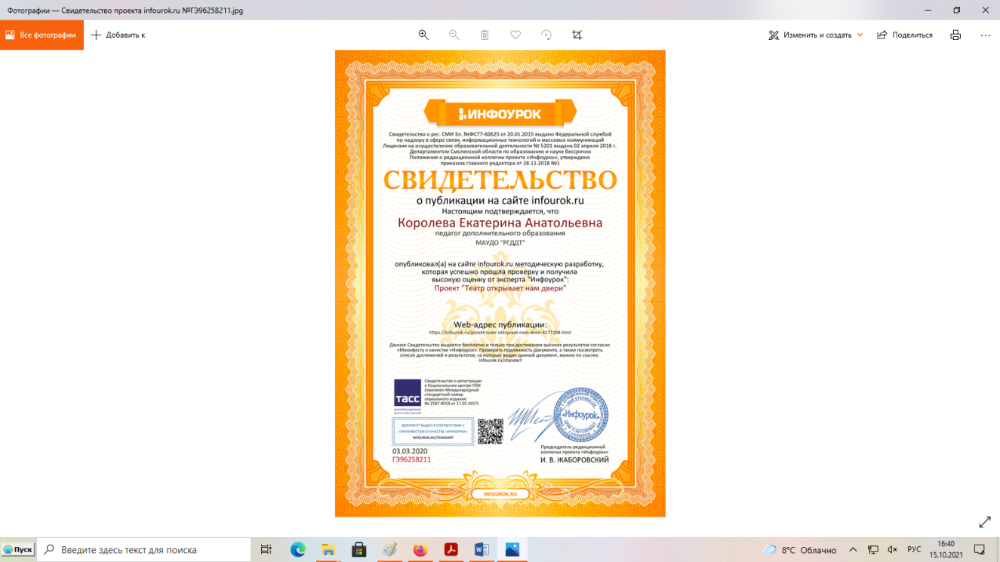 Фотографии — Свидетельство проекта infourok.ru №ГЭ96258211.jpg
Все фотографии
Добавить к
Изменить и создать
Поделиться
ИНФОУРОК
Свидетельство о рег. СМИ Эл. №ФС77-60625 от 20.01.2015 выдано Федеральной службой
по надзору в сфере связи, информационных технологий и массовых коммуникаций
Лицензия на осуществление образовательной деятельности № 5201 выдана 02 апреля 2018 г.
Департаментом Смоленской области по образованию и науке бессрочно
Положение о редакционной коллегии проекта «Инфоурок», утверждено
приказом главного редактора от 28.11.2018 №1
СВИДЕТЕЛЬСТВО
о публикации на сайте infourok.ru
Настоящим подтверждается, что
Королева Екатерина Анатольевна
педагог дополнительного образования
МАУДО "РГДДТ"
опубликовал(а) на сайте infourok.ru методическую разработку,
которая успешно прошла проверку и получила
высокую оценку от эксперта "Инфоурок":
Проект "Театр открывает нам двери"
Web-адрес публикации:
https://infourok.ru/proekt-teatr-otkryvaet-nam-dveri-4177298.html
Данное Свидетельство выдается бесплатно и только при достижении высоких результатов согласно
«Манифесту о качестве «Инфоурок». Проверить подлинность документа, а также посмотреть
список достижений и результатов, за которые выдан данный документ, можно по ссылке:
infourok.ru/standart
ТАСС
ИНФОРМАЦИОННОЕ
АГЕНТСТВО РОССИИ
Свидетельство о регистрации
в Национальном центре ISSN
(присвоен Международный
стандартный номер
сериального издания:
№ 2587-8018 от 17.05.2017)
ДОКУМЕНТ ВЫДАН В СООТВЕТСТВИИ С
«МАНИФЕСТОМ О КАЧЕСТВЕ «ИНФОУРОК»
INFOUROK.RU/STANDART
«Инфоурок»
03.03.2020
ГЭ96258211
Председатель редакционной
коллегии проекта «Инфоурок»
И. В. ЖАБОРОВСКИЙ
INFOUROK.RU
Пуск
Введите здесь текст для поиска
8°C Облачно
РУС
16:40
15.10.2021